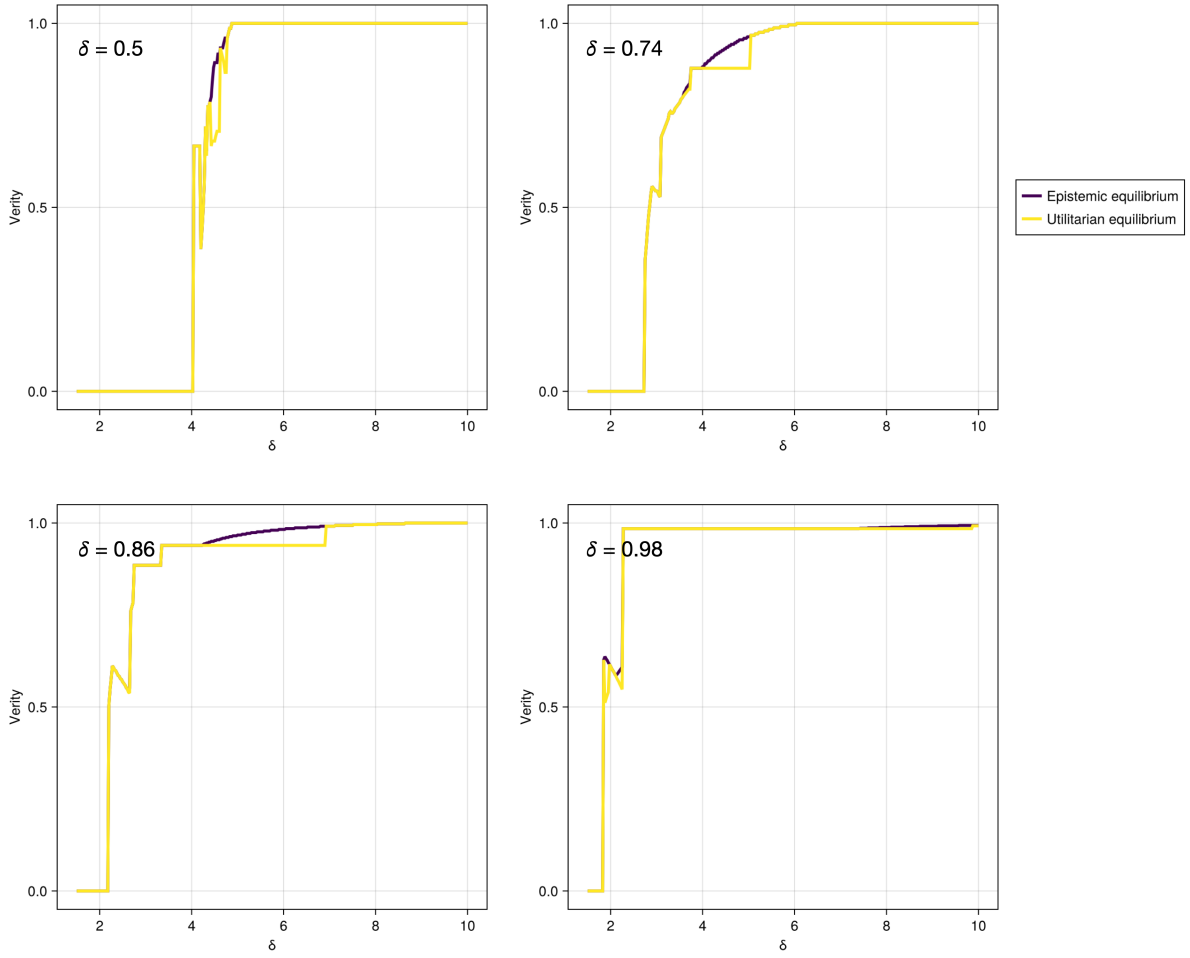 1.0
0.5
0.0
Verity
δ = 0.5
2 4 6 8 10
δ
1.0
0.5
0.0
Verity
δ = 0.74
2 4 6 8 10
δ
Epistemic equilibrium
Utilitarian equilibrium
1.0
0.5
0.0
Verity
δ = 0.86
2 4 6 8 10
δ
1.0
0.5
0.0
Verity
δ = 0.98
2 4 6 8 10
δ